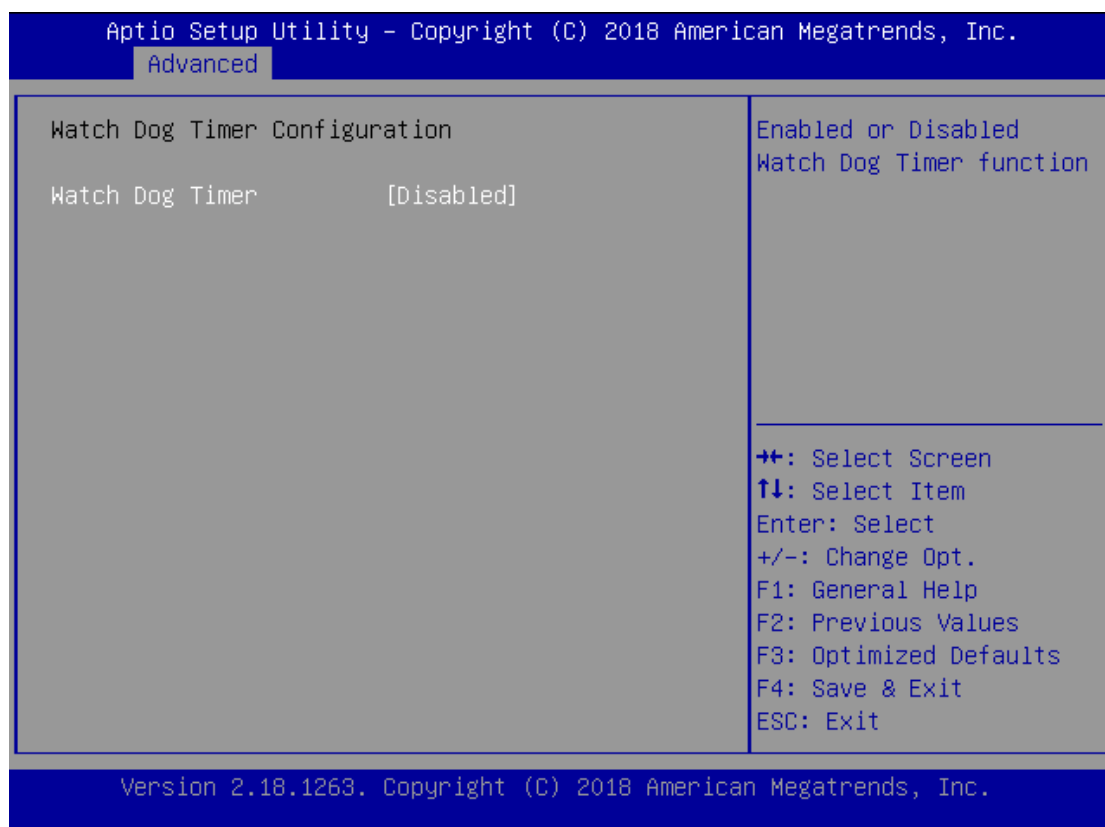 Aptio Setup Utility – Copyright (C) 2018 American Megatrends, Inc.
Advanced
Watch Dog Timer Configuration
Watch Dog Timer [Disabled]
Enabled or Disabled
Watch Dog Timer function
→←: Select Screen
↑↓: Select Item
Enter: Select
+/-: Change Opt.
F1: General Help
F2: Previous Values
F3: Optimized Defaults
F4: Save & Exit
ESC: Exit
Version 2.18.1263. Copyright (C) 2018 American Megatrends, Inc.